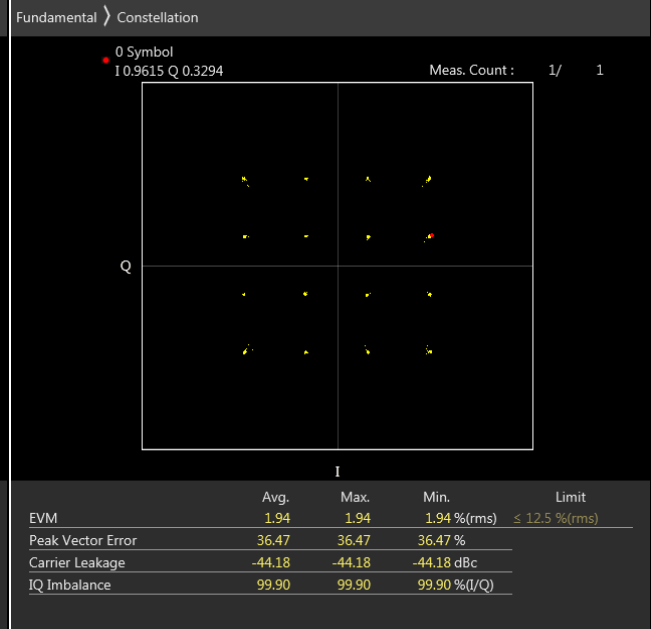 Fundamental 〉 Constellation
0 Symbol
I 0.9615 Q 0.3294
Meas. Count : 1/ 1
Q
I
Avg. Max. Min. Limit
EVM 1.94 1.94 1.94 %(rms) ≤ 12.5 %(rms)
Peak Vector Error 36.47 36.47 36.47 %
Carrier Leakage -44.18 -44.18 -44.18 dBc
IQ Imbalance 99.90 99.90 99.90 %(I/Q)